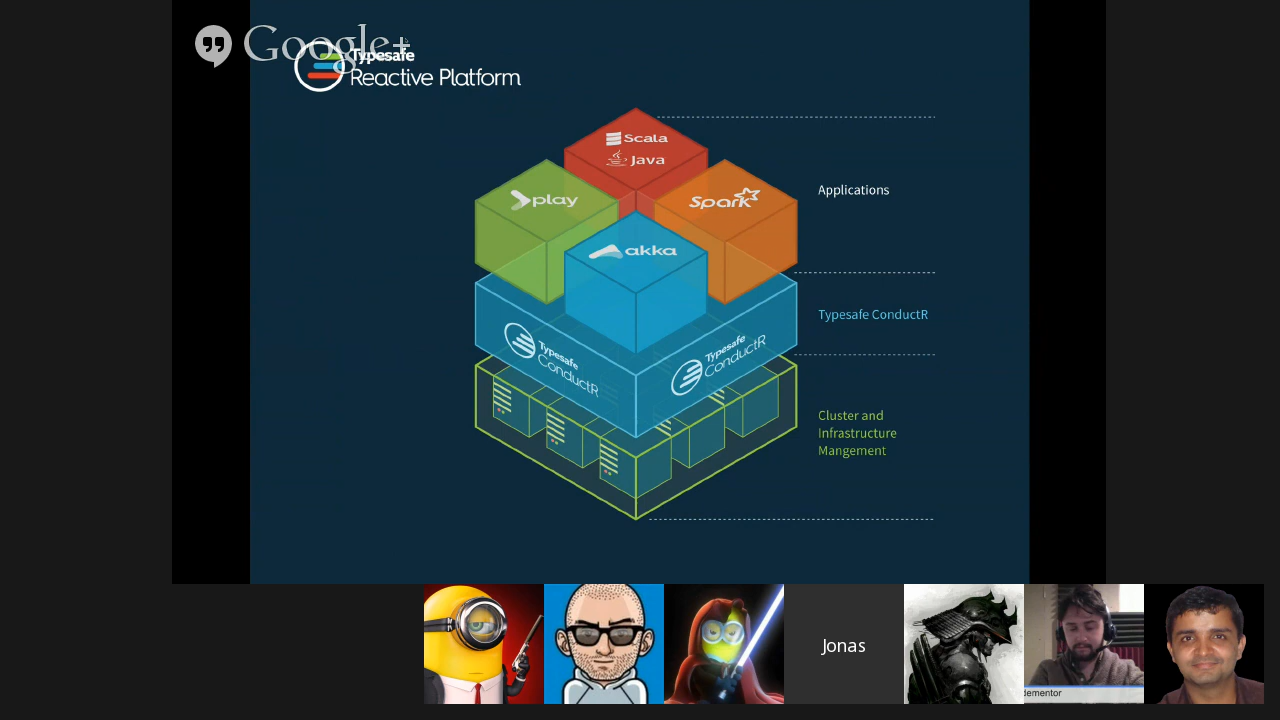 Google+
Typesafe
Reactive Platform
Scala
Java
play
Spark
akka
Applications
Typesafe ConductR
Typesafe
ConductR
Typesafe
ConductR
Cluster and
Infrastructure
Mangement
Jonas
dementor